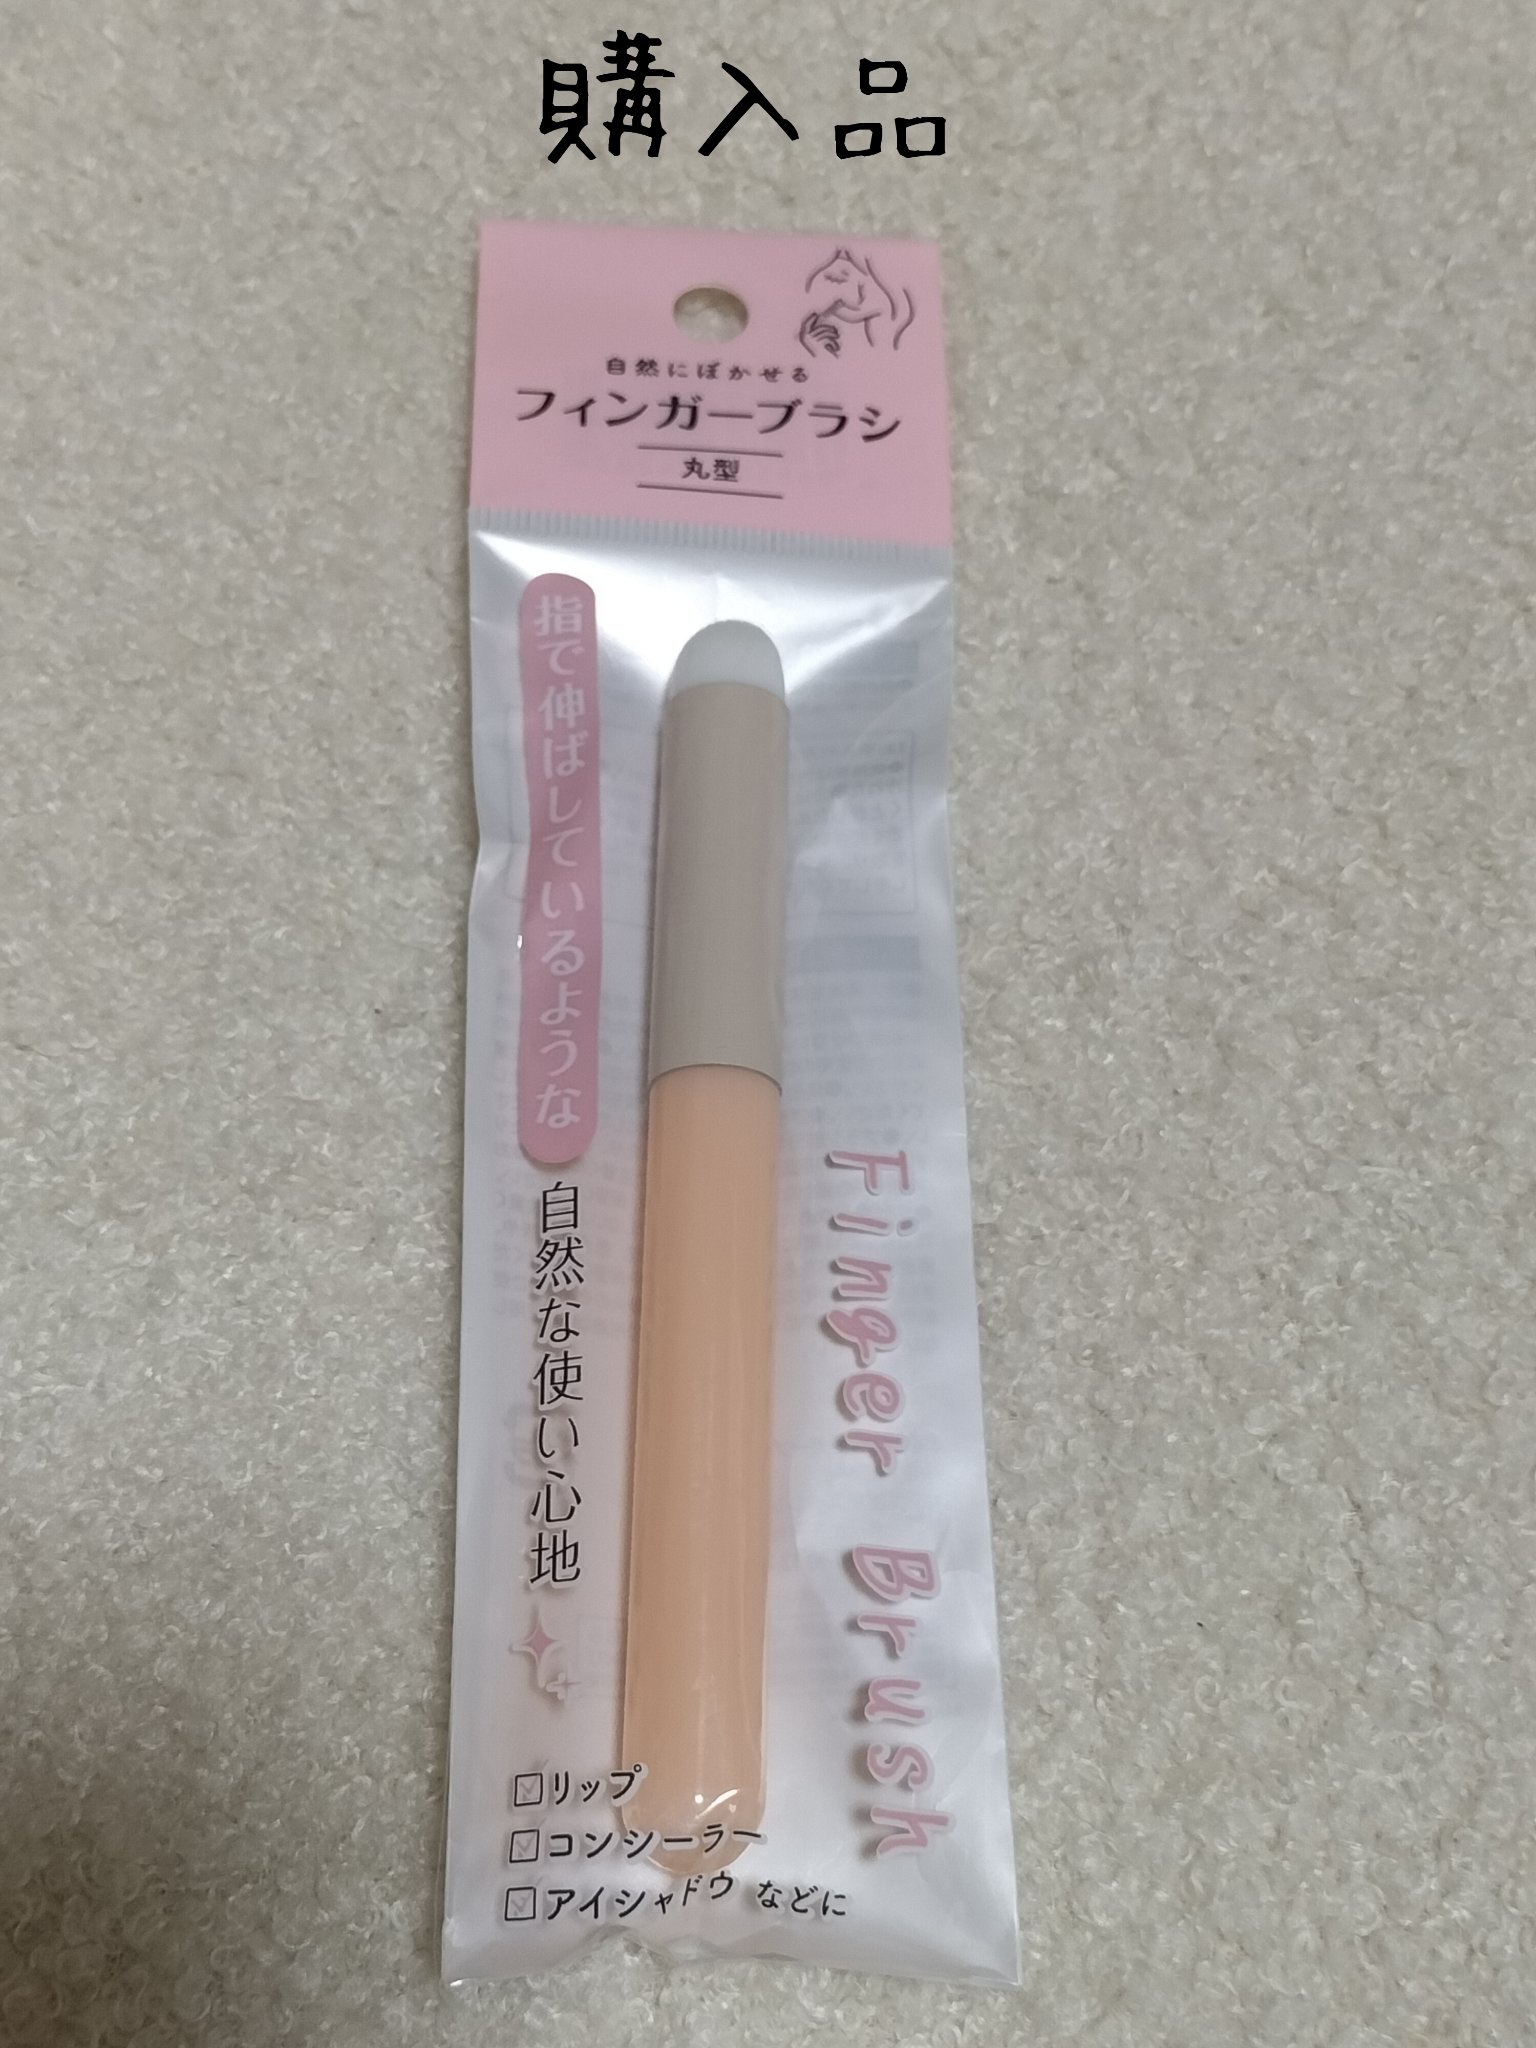 購入品
自然にぼかせる
フィンガーブラシ
丸型
指で伸ばしているような
自然な使い心地
Finger Brush
リップ
コンシーラー
アイシャドウ などに